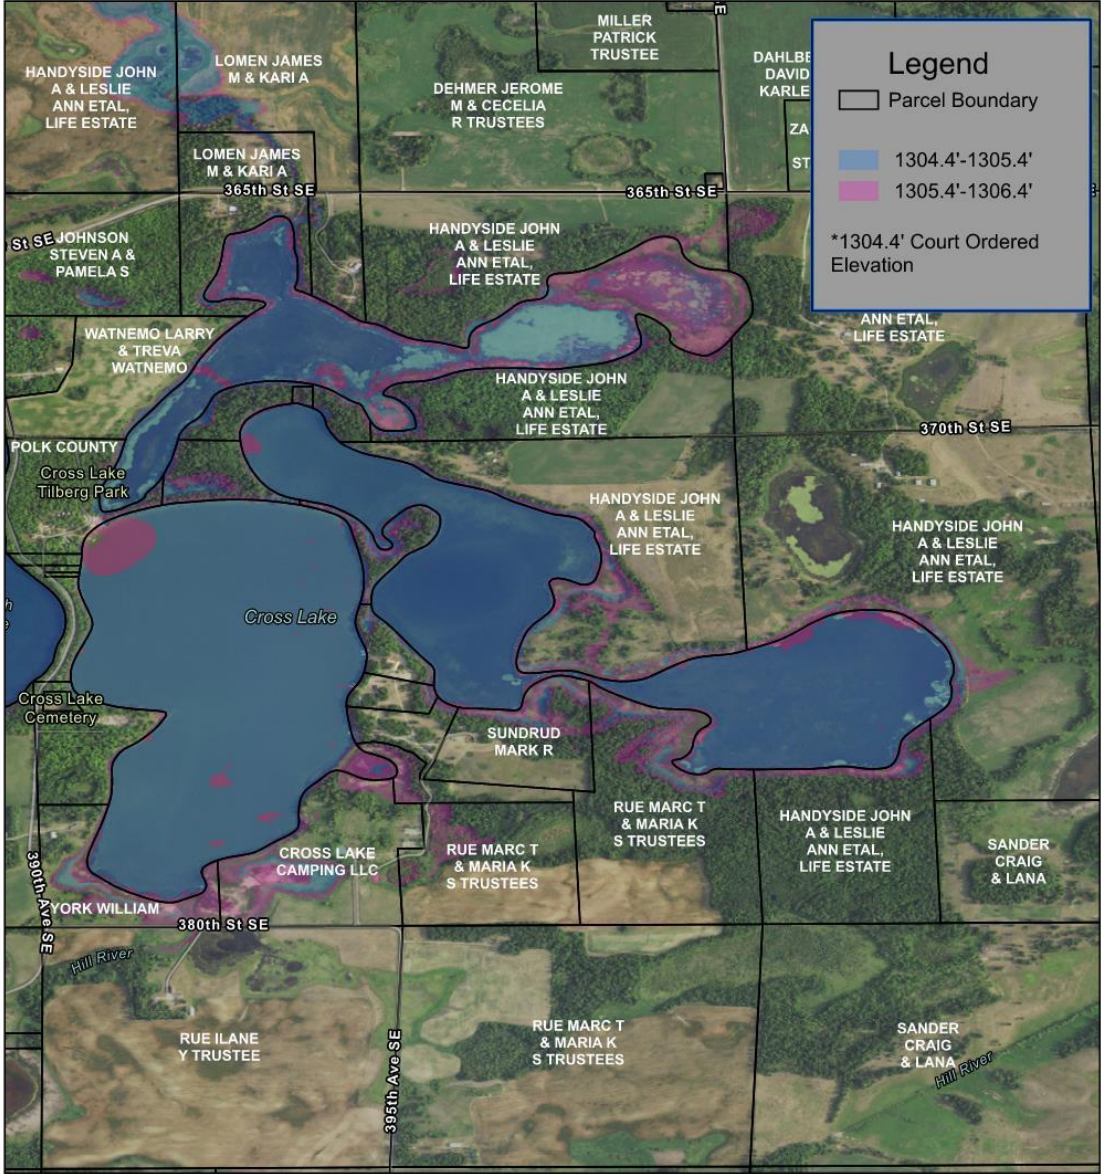 E
MILLER
PATRICK
TRUSTEE
LOMEN JAMES
M & KARI A
HANDYSIDE JOHN
A & LESLIE
ANN ETAL,
LIFE ESTATE
DEHMER JEROME
M & CECELIA
R TRUSTEES
DAHLBE
DAVID
KARLE
ZA
ST
Legend
Parcel Boundary
1304.4'-1305.4'
1305.4'-1306.4'
*1304.4' Court Ordered
Elevation
LOMEN JAMES
M & KARI A
365th St SE
365th St SE
E
St SE
JOHNSON
STEVEN A &
PAMELA S
HANDYSIDE JOHN
A & LESLIE
ANN ETAL,
LIFE ESTATE
ANN ETAL,
LIFE ESTATE
WATNEMO LARRY
& TREVA
WATNEMO
HANDYSIDE JOHN
A & LESLIE
ANN ETAL,
LIFE ESTATE
370th St SE
POLK COUNTY
Cross Lake
Tilberg Park
HANDYSIDE JOHN
A & LESLIE
ANN ETAL,
LIFE ESTATE
HANDYSIDE JOHN
A & LESLIE
ANN ETAL,
LIFE ESTATE
h
e
Cross Lake
Cross Lake
Cemetery
SUNDRUD
MARK R
RUE MARC T
& MARIA K
S TRUSTEES
HANDYSIDE JOHN
A & LESLIE
ANN ETAL,
LIFE ESTATE
SANDER
CRAIG
& LANA
CROSS LAKE
CAMPING LLC
RUE MARC T
& MARIA K
S TRUSTEES
390th Ave SE
YORK WILLIAM
380th St SE
Hill River
RUE ILANE
Y TRUSTEE
395th Ave SE
RUE MARC T
& MARIA K
S TRUSTEES
SANDER
CRAIG
& LANA
Hill River